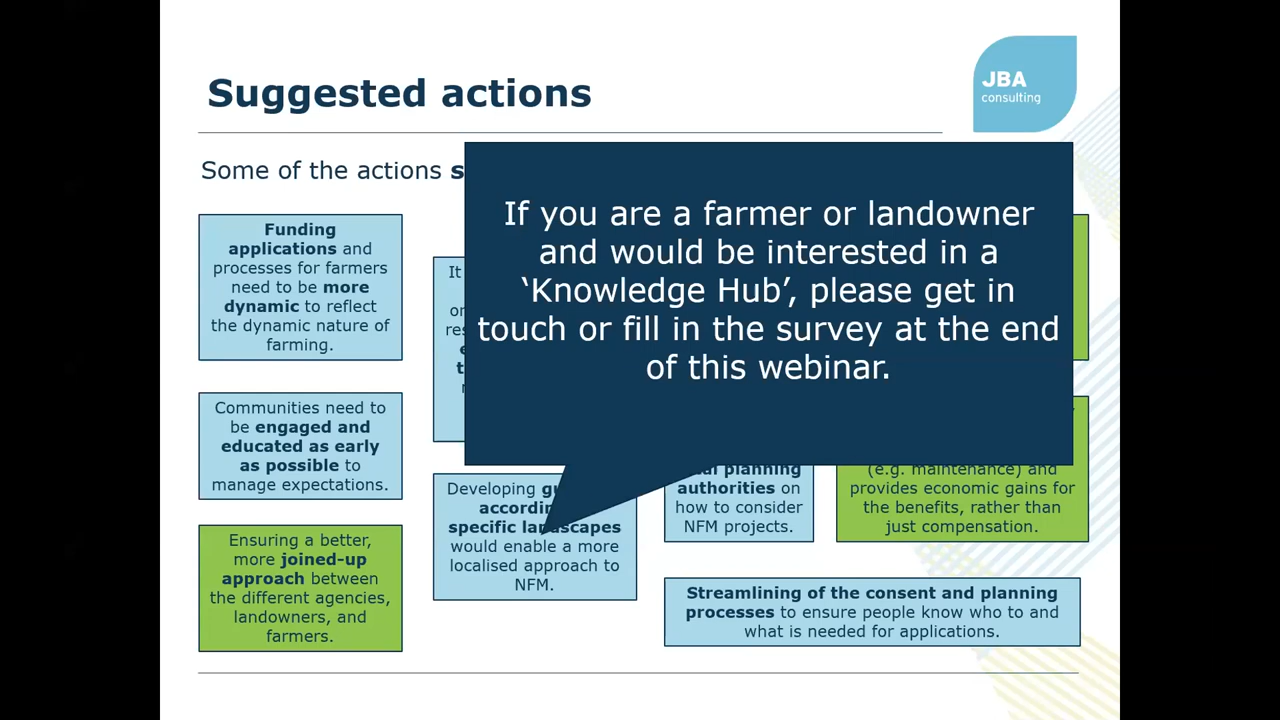 Suggested actions
JBA
consulting
Some of the actions
If you are a farmer or landowner
and would be interested in a
‘Knowledge Hub’, please get in
touch or fill in the survey at the end
of this webinar.
Funding
applications and
processes for farmers
need to be more
dynamic to reflect
the dynamic nature of
farming.
Communities need to
be engaged and
educated as early
as possible to
manage expectations.
Ensuring a better,
more joined-up
approach between
the different agencies,
landowners, and
farmers.
It
Developing
specific landscapes
would enable a more
localised approach to
NFM.
planning
authorities on
how to consider
NFM projects.
(e.g. maintenance) and
provides economic gains for
the benefits, rather than
just compensation.
Streamlining of the consent and planning
processes to ensure people know who to and
what is needed for applications.